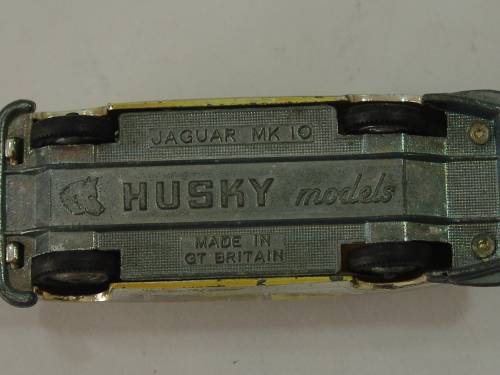 JAGUAR MK 10
HUSKY models
MADE IN
GT BRITAIN